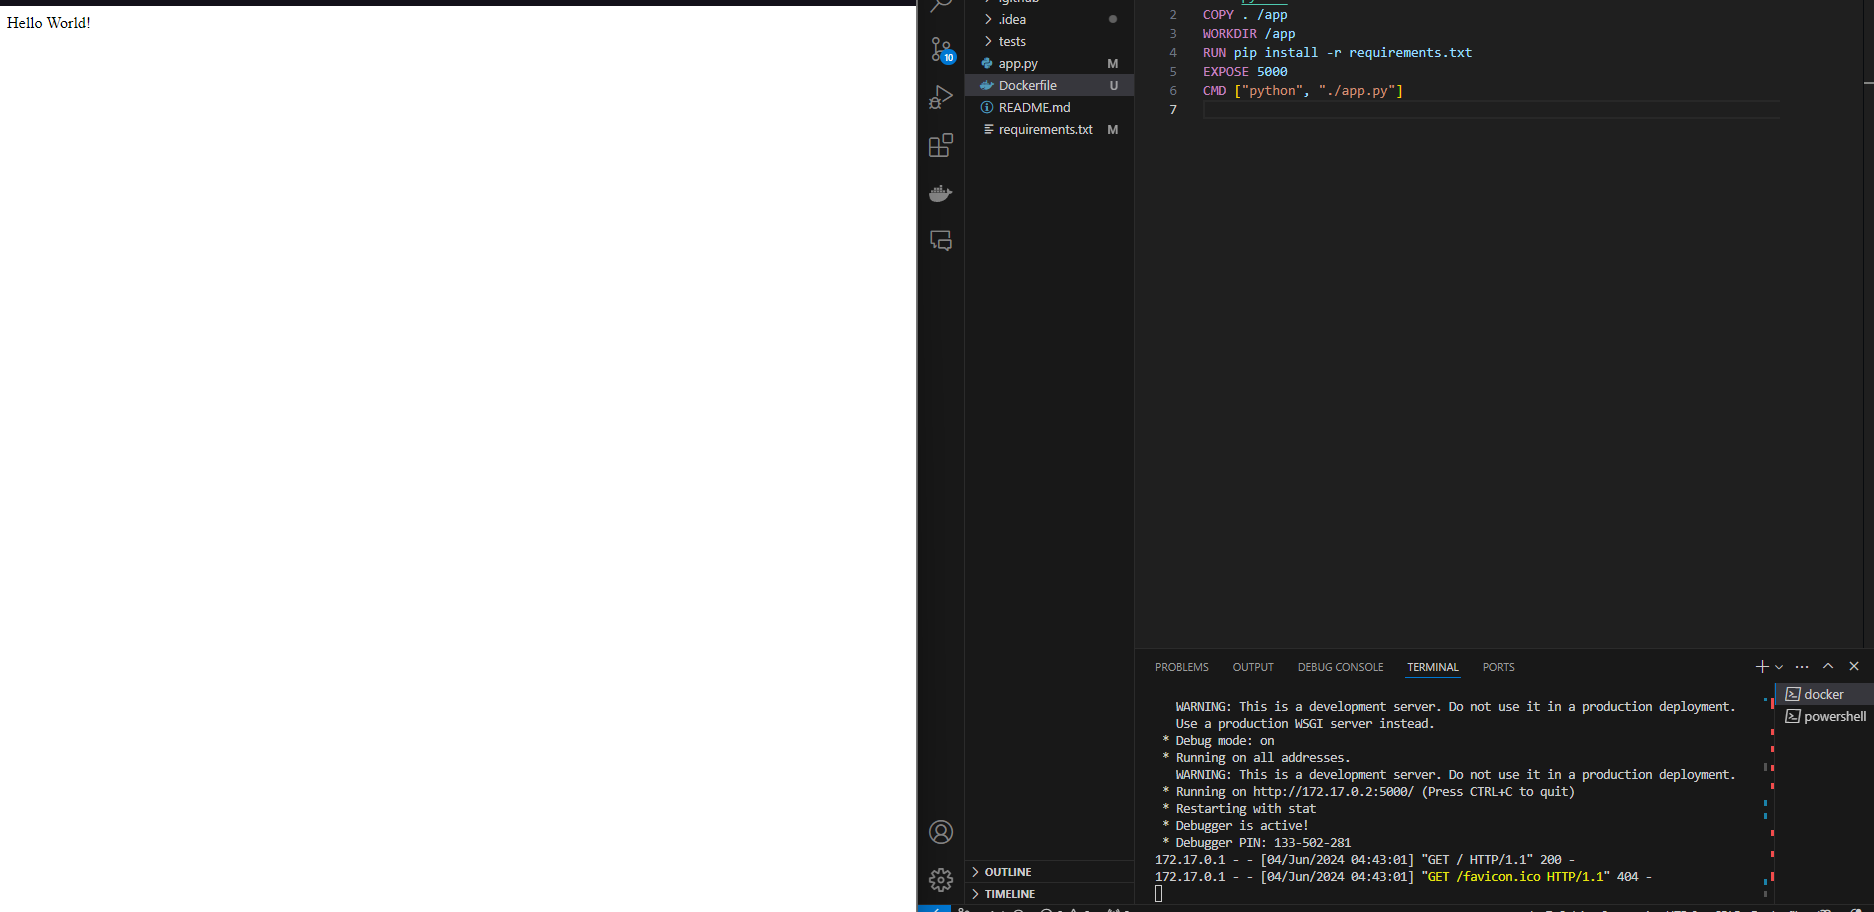 Hello World!
.idea
tests
app.py M
Dockerfile U
README.md
requirements.txt M
10
OUTLINE
TIMELINE
2 COPY . /app
3 WORKDIR /app
4 RUN pip install -r requirements.txt
5 EXPOSE 5000
6 CMD ["python", "./app.py"]
7
PROBLEMS OUTPUT DEBUG CONSOLE TERMINAL PORTS
WARNING: This is a development server. Do not use it in a production deployment.
Use a production WSGI server instead.
* Debug mode: on
* Running on all addresses.
WARNING: This is a development server. Do not use it in a production deployment.
* Running on http://172.17.0.2:5000/ (Press CTRL+C to quit)
* Restarting with stat
* Debugger is active!
* Debugger PIN: 133-502-281
172.17.0.1 - - [04/Jun/2024 04:43:01] "GET / HTTP/1.1" 200 -
172.17.0.1 - - [04/Jun/2024 04:43:01] "GET /favicon.ico HTTP/1.1" 404 -
docker
powershell